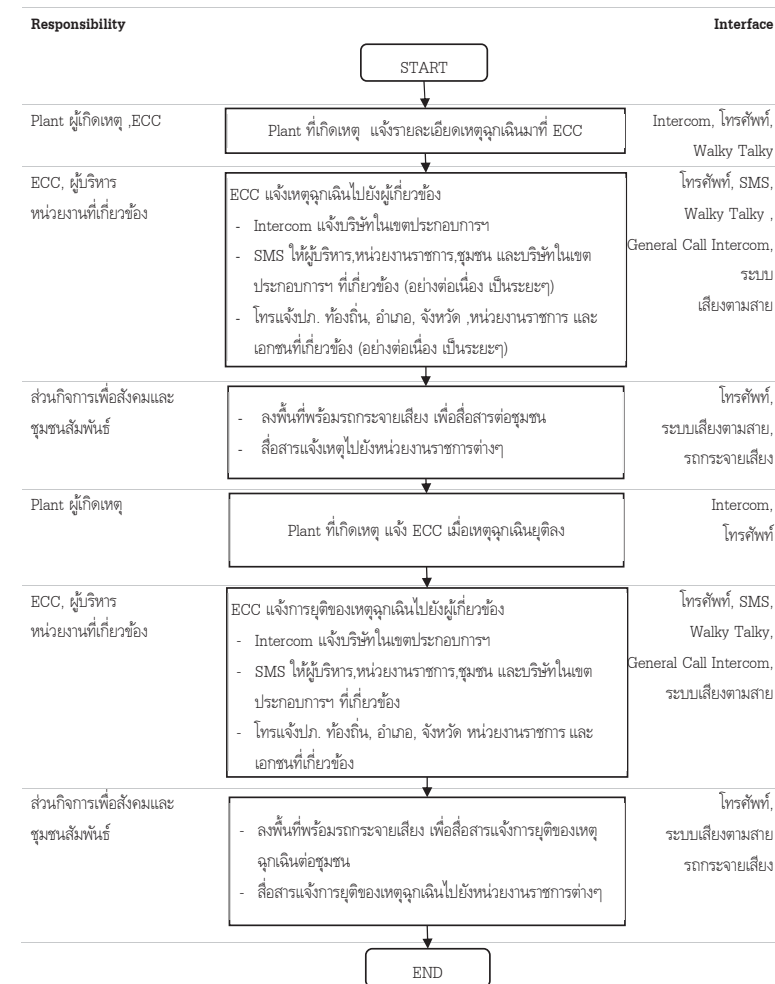 Responsibility
Interface
START
Plant ผู้เกิดเหตุ ,ECC
Plant ที่เกิดเหตุ แจ้งรายละเอียดเหตุฉุกเฉินมาที่ ECC
Intercom, โทรศัพท์,
Walky Talky
ECC, ผู้บริหาร
หน่วยงานที่เกี่ยวข้อง
ECC แจ้งเหตุฉุกเฉินไปยังผู้เกี่ยวข้อง
- Intercom แจ้งบริษัทในเขตประกอบการฯ
- SMS ให้ผู้บริหาร,หน่วยงานราชการ,ชุมชน และบริษัทในเขต
ประกอบการฯ ที่เกี่ยวข้อง (อย่างต่อเนื่อง เป็นระยะๆ)
- โทรแจ้งปภ. ท้องถิ่น, อำเภอ, จังหวัด ,หน่วยงานราชการ และ
เอกชนที่เกี่ยวข้อง (อย่างต่อเนื่อง เป็นระยะๆ)
โทรศัพท์, SMS,
Walky Talky ,
General Call Intercom,
ระบบ
เสียงตามสาย
ส่วนกิจการเพื่อสังคมและ
ชุมชนสัมพันธ์
- ลงพื้นที่พร้อมรถกระจายเสียง เพื่อสื่อสารต่อชุมชน
- สื่อสารแจ้งเหตุไปยังหน่วยงานราชการต่างๆ
โทรศัพท์,
ระบบเสียงตามสาย,
รถกระจายเสียง
Plant ผู้เกิดเหตุ
Plant ที่เกิดเหตุ แจ้ง ECC เมื่อเหตุฉุกเฉินยุติลง
Intercom,
โทรศัพท์
ECC, ผู้บริหาร
หน่วยงานที่เกี่ยวข้อง
ECC แจ้งการยุติของเหตุฉุกเฉินไปยังผู้เกี่ยวข้อง
- Intercom แจ้งบริษัทในเขตประกอบการฯ
- SMS ให้ผู้บริหาร,หน่วยงานราชการ,ชุมชน และบริษัทในเขต
ประกอบการฯ ที่เกี่ยวข้อง
- โทรแจ้งปภ. ท้องถิ่น, อำเภอ, จังหวัด หน่วยงานราชการ และ
เอกชนที่เกี่ยวข้อง
โทรศัพท์, SMS,
Walky Talky,
General Call Intercom,
ระบบเสียงตามสาย
ส่วนกิจการเพื่อสังคมและ
ชุมชนสัมพันธ์
- ลงพื้นที่พร้อมรถกระจายเสียง เพื่อสื่อสารแจ้งการยุติของเหตุ
ฉุกเฉินต่อชุมชน
- สื่อสารแจ้งการยุติของเหตุฉุกเฉินไปยังหน่วยงานราชการต่างๆ
โทรศัพท์,
ระบบเสียงตามสาย
รถกระจายเสียง
END